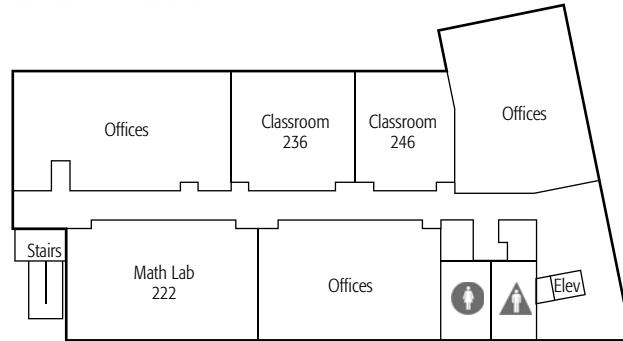 Offices
Classroom
236
Classroom
246
Offices
Stairs
Math Lab
222
Offices
Elev